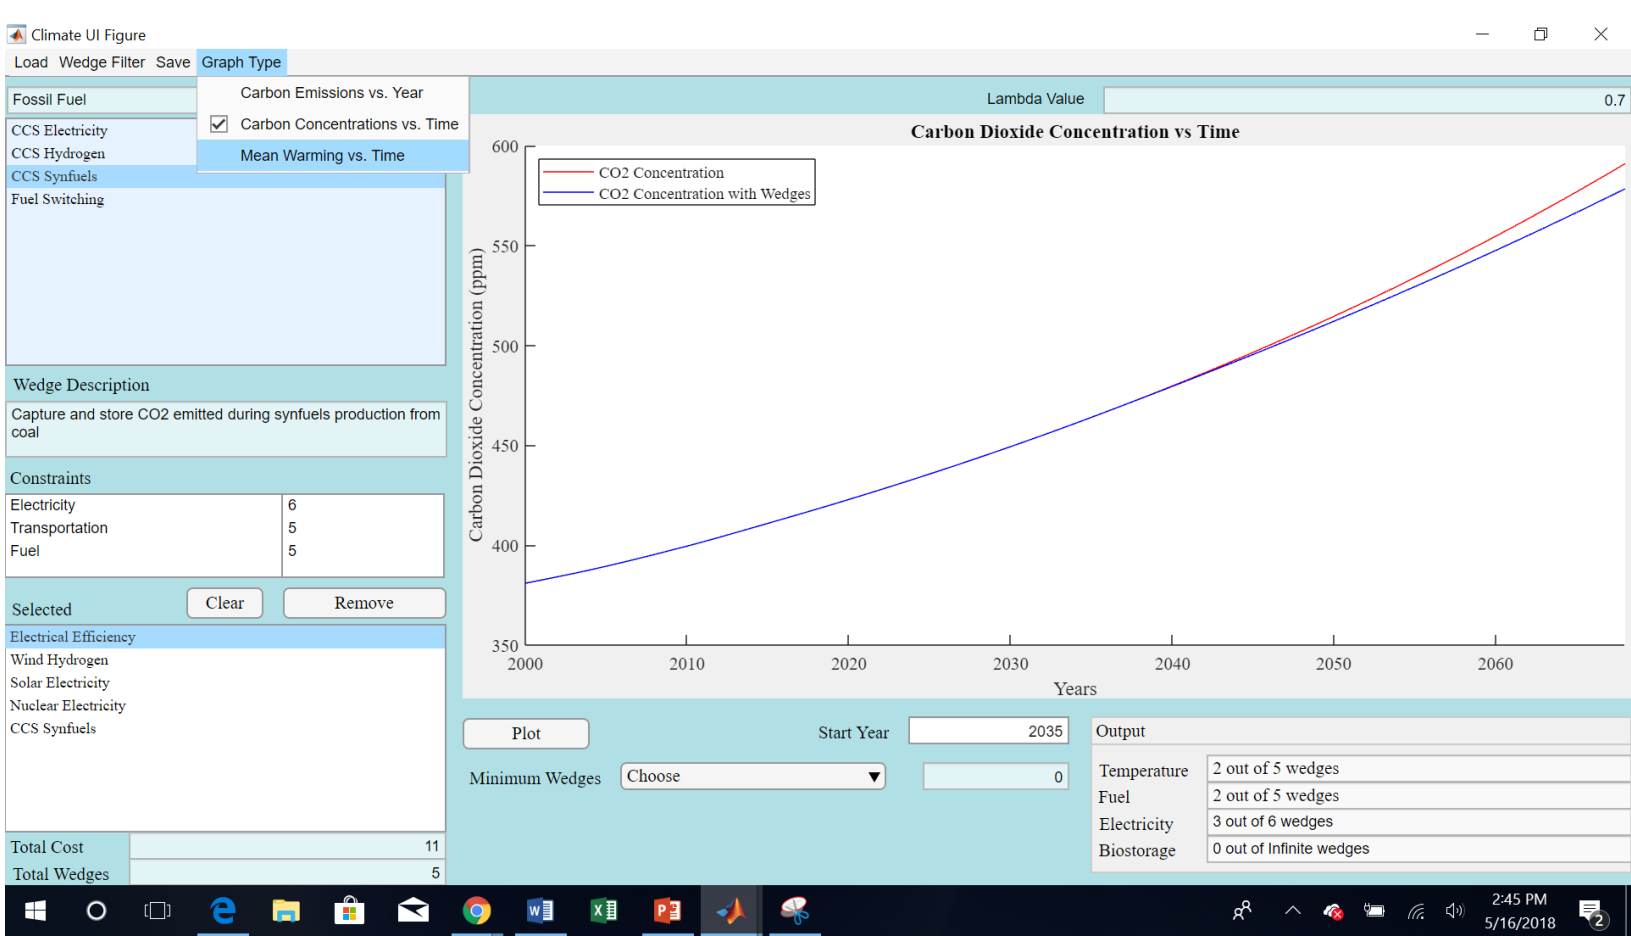 Climate UI Figure
Load Wedge Filter Save Graph Type
Carbon Emissions vs. Year
Carbon Concentrations vs. Time
Mean Warming vs. Time
Fossil Fuel
CCS Electricity
CCS Hydrogen
CCS Synfuels
Fuel Switching
Wedge Description
Capture and store CO2 emitted during synfuels production from
coal
Constraints
Electricity 6
Transportation 5
Fuel 5
Selected
Clear
Remove
Electrical Efficiency
Wind Hydrogen
Solar Electricity
Nuclear Electricity
CCS Synfuels
Total Cost 11
Total Wedges 5
Lambda Value 0.7
Carbon Dioxide Concentration vs Time
CO2 Concentration
CO2 Concentration with Wedges
Carbon Dioxide Concentration (ppm)
600
550
500
450
400
350
2000 2010 2020 2030 2040 2050 2060
Years
Plot
Start Year 2035
Minimum Wedges Choose 0
Output
Temperature 2 out of 5 wedges
Fuel 2 out of 5 wedges
Electricity 3 out of 6 wedges
Biostorage 0 out of Infinite wedges
2:45 PM
5/16/2018
2